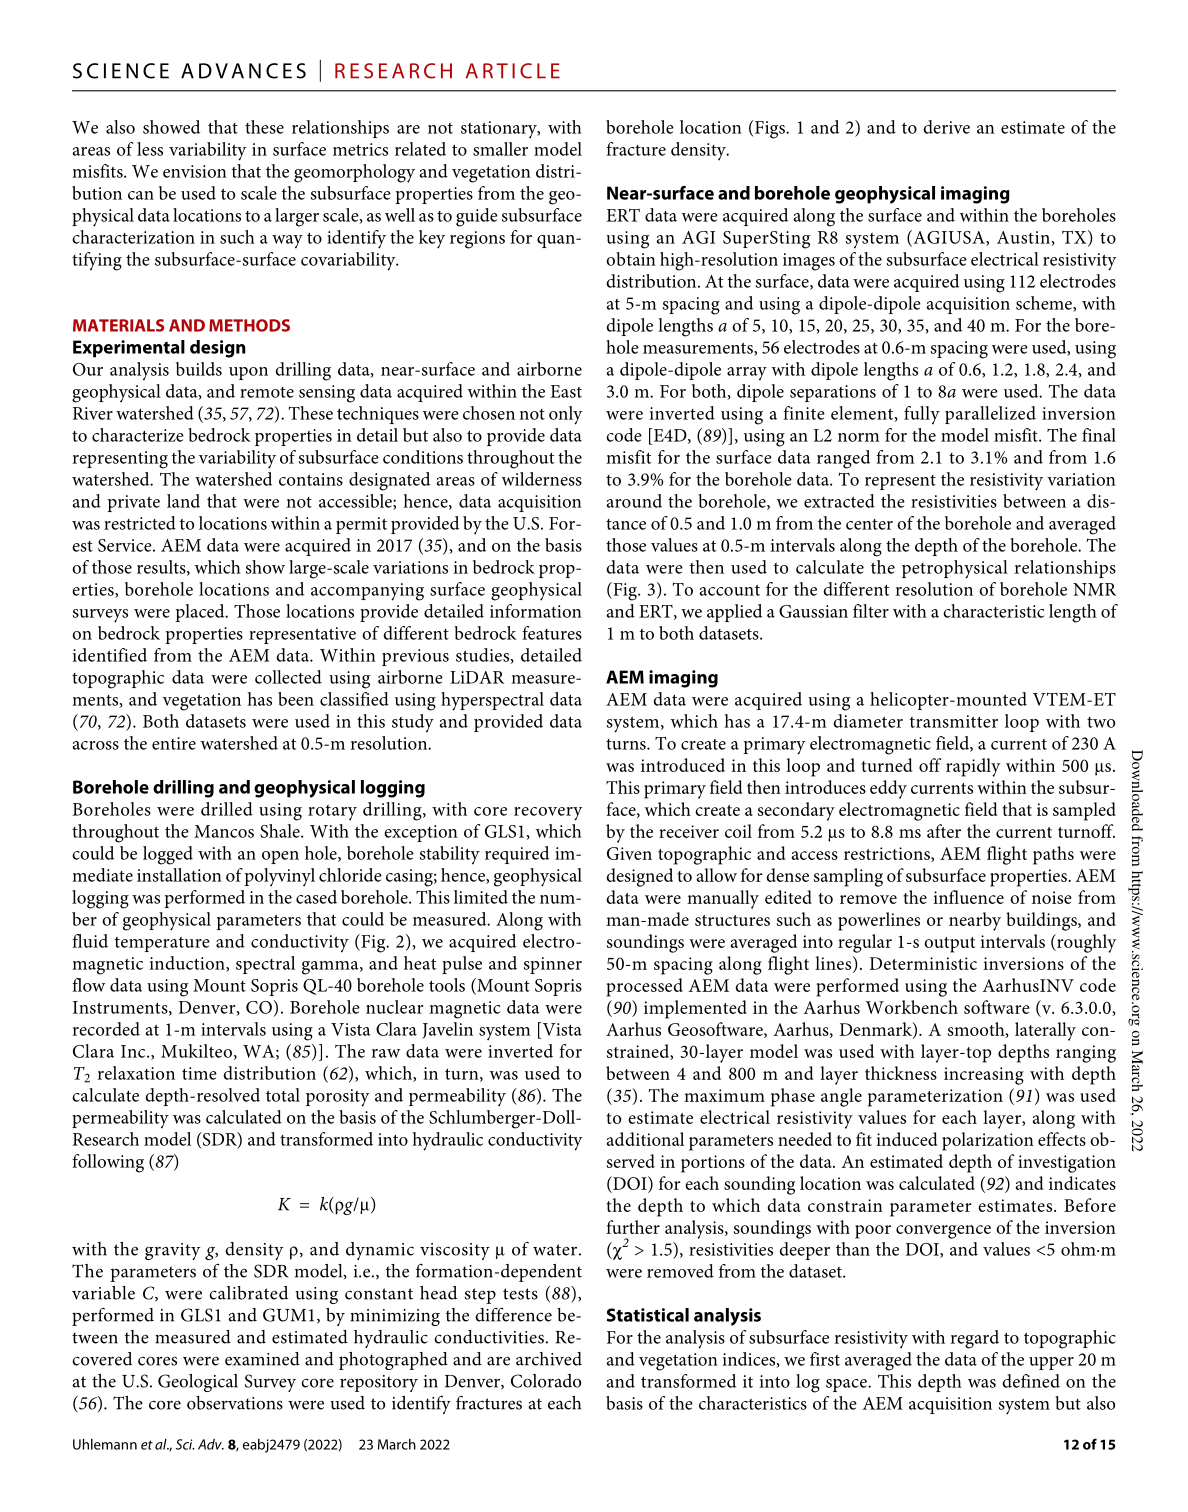 SCIENCE ADVANCES | RESEARCH ARTICLE
We also showed that these relationships are not stationary, with
areas of less variability in surface metrics related to smaller model
misfits. We envision that the geomorphology and vegetation distri-
bution can be used to scale the subsurface properties from the geo-
physical data locations to a larger scale, as well as to guide subsurface
characterization in such a way to identify the key regions for quan-
tifying the subsurface-surface covariability.
MATERIALS AND METHODS
Experimental design
Our analysis builds upon drilling data, near-surface and airborne
geophysical data, and remote sensing data acquired within the East
River watershed (35, 57, 72). These techniques were chosen not only
to characterize bedrock properties in detail but also to provide data
representing the variability of subsurface conditions throughout the
watershed. The watershed contains designated areas of wilderness
and private land that were not accessible; hence, data acquisition
was restricted to locations within a permit provided by the U.S. For-
est Service. AEM data were acquired in 2017 (35), and on the basis
of those results, which show large-scale variations in bedrock prop-
erties, borehole locations and accompanying surface geophysical
surveys were placed. Those locations provide detailed information
on bedrock properties representative of different bedrock features
identified from the AEM data. Within previous studies, detailed
topographic data were collected using airborne LiDAR measure-
ments, and vegetation has been classified using hyperspectral data
(70, 72). Both datasets were used in this study and provided data
across the entire watershed at 0.5-m resolution.
Borehole drilling and geophysical logging
Boreholes were drilled using rotary drilling, with core recovery
throughout the Mancos Shale. With the exception of GLS1, which
could be logged with an open hole, borehole stability required im-
mediate installation of polyvinyl chloride casing; hence, geophysical
logging was performed in the cased borehole. This limited the num-
ber of geophysical parameters that could be measured. Along with
fluid temperature and conductivity (Fig. 2), we acquired electro-
magnetic induction, spectral gamma, and heat pulse and spinner
flow data using Mount Sopris QL-40 borehole tools (Mount Sopris
Instruments, Denver, CO). Borehole nuclear magnetic data were
recorded at 1-m intervals using a Vista Clara Javelin system [Vista
Clara Inc., Mukilteo, WA; (85)]. The raw data were inverted for
T2 relaxation time distribution (62), which, in turn, was used to
calculate depth-resolved total porosity and permeability (86). The
permeability was calculated on the basis of the Schlumberger-Doll-
Research model (SDR) and transformed into hydraulic conductivity
following (87)
K = k(ρg/μ)
with the gravity g, density ρ, and dynamic viscosity μ of water.
The parameters of the SDR model, i.e., the formation-dependent
variable C, were calibrated using constant head step tests (88),
performed in GLS1 and GUM1, by minimizing the difference be-
tween the measured and estimated hydraulic conductivities. Re-
covered cores were examined and photographed and are archived
at the U.S. Geological Survey core repository in Denver, Colorado
(56). The core observations were used to identify fractures at each
borehole location (Figs. 1 and 2) and to derive an estimate of the
fracture density.
Near-surface and borehole geophysical imaging
ERT data were acquired along the surface and within the boreholes
using an AGI SuperSting R8 system (AGIUSA, Austin, TX) to
obtain high-resolution images of the subsurface electrical resistivity
distribution. At the surface, data were acquired using 112 electrodes
at 5-m spacing and using a dipole-dipole acquisition scheme, with
dipole lengths a of 5, 10, 15, 20, 25, 30, 35, and 40 m. For the bore-
hole measurements, 56 electrodes at 0.6-m spacing were used, using
a dipole-dipole array with dipole lengths a of 0.6, 1.2, 1.8, 2.4, and
3.0 m. For both, dipole separations of 1 to 8a were used. The data
were inverted using a finite element, fully parallelized inversion
code [E4D, (89)], using an L2 norm for the model misfit. The final
misfit for the surface data ranged from 2.1 to 3.1% and from 1.6
to 3.9% for the borehole data. To represent the resistivity variation
around the borehole, we extracted the resistivities between a dis-
tance of 0.5 and 1.0 m from the center of the borehole and averaged
those values at 0.5-m intervals along the depth of the borehole. The
data were then used to calculate the petrophysical relationships
(Fig. 3). To account for the different resolution of borehole NMR
and ERT, we applied a Gaussian filter with a characteristic length of
1 m to both datasets.
AEM imaging
AEM data were acquired using a helicopter-mounted VTEM-ET
system, which has a 17.4-m diameter transmitter loop with two
turns. To create a primary electromagnetic field, a current of 230 A
was introduced in this loop and turned off rapidly within 500 μs.
This primary field then introduces eddy currents within the subsur-
face, which create a secondary electromagnetic field that is sampled
by the receiver coil from 5.2 μs to 8.8 ms after the current turnoff.
Given topographic and access restrictions, AEM flight paths were
designed to allow for dense sampling of subsurface properties. AEM
data were manually edited to remove the influence of noise from
man-made structures such as powerlines or nearby buildings, and
soundings were averaged into regular 1-s output intervals (roughly
50-m spacing along flight lines). Deterministic inversions of the
processed AEM data were performed using the AarhusINV code
(90) implemented in the Aarhus Workbench software (v. 6.3.0.0,
Aarhus Geosoftware, Aarhus, Denmark). A smooth, laterally con-
strained, 30-layer model was used with layer-top depths ranging
between 4 and 800 m and layer thickness increasing with depth
(35). The maximum phase angle parameterization (91) was used
to estimate electrical resistivity values for each layer, along with
additional parameters needed to fit induced polarization effects ob-
served in portions of the data. An estimated depth of investigation
(DOI) for each sounding location was calculated (92) and indicates
the depth to which data constrain parameter estimates. Before
further analysis, soundings with poor convergence of the inversion
(χ² > 1.5), resistivities deeper than the DOI, and values <5 ohm·m
were removed from the dataset.
Statistical analysis
For the analysis of subsurface resistivity with regard to topographic
and vegetation indices, we first averaged the data of the upper 20 m
and transformed it into log space. This depth was defined on the
basis of the characteristics of the AEM acquisition system but also
Downloaded from https://www.science.org on March 26, 2022
Uhlemann et al., Sci. Adv. 8, eabj2479 (2022) 23 March 2022
12 of 15